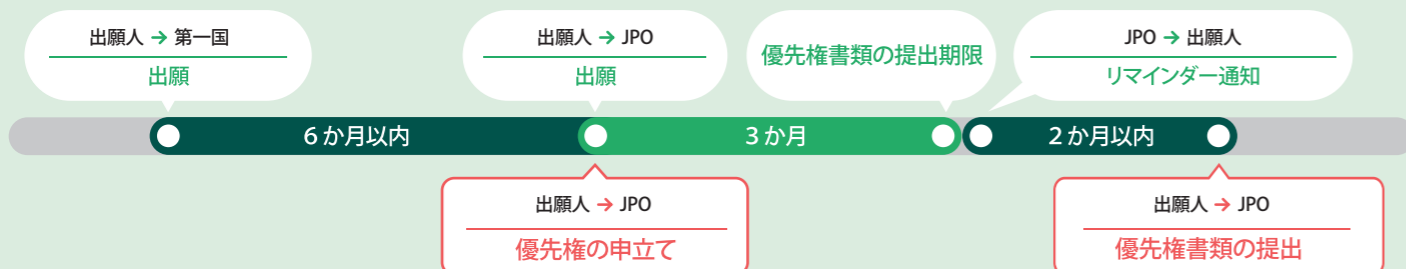 出願人 → 第一国
出願
出願人 → JPO
出願
優先権書類の提出期限
JPO → 出願人
リマインダー通知
6か月以内
3か月
2か月以内
出願人 → JPO
優先権の申立て
出願人 → JPO
優先権書類の提出